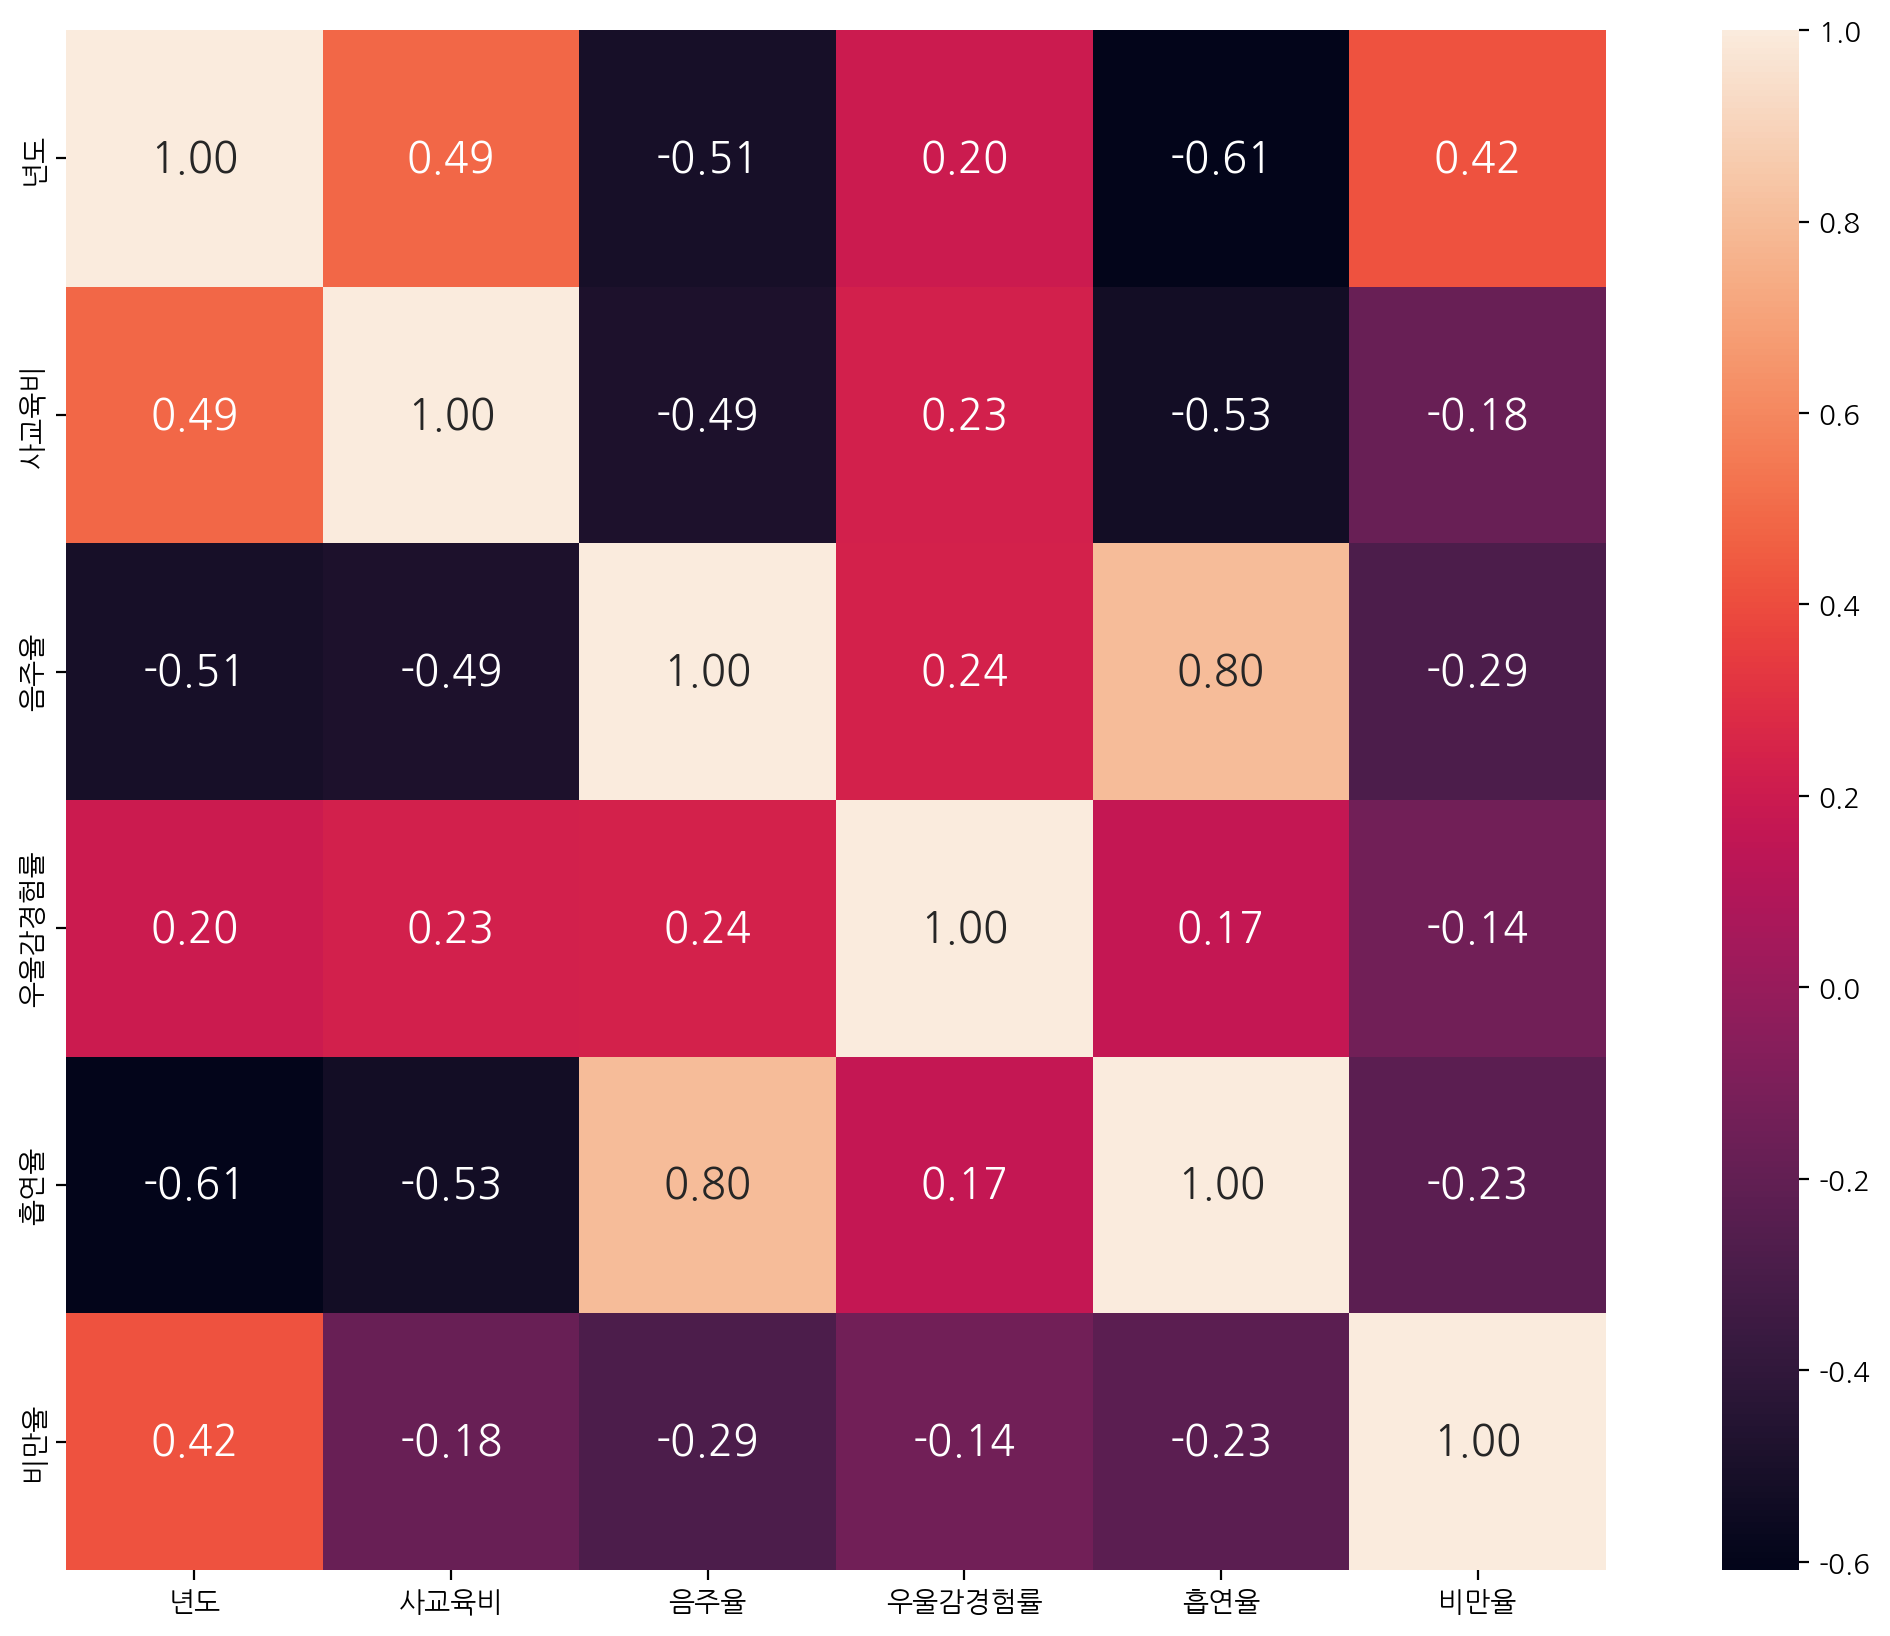 년도 1.00 0.49 -0.51 0.20 -0.61 0.42
사교육비 0.49 1.00 -0.49 0.23 -0.53 -0.18
음주율 -0.51 -0.49 1.00 0.24 0.80 -0.29
우울감경험률 0.20 0.23 0.24 1.00 0.17 -0.14
흡연율 -0.61 -0.53 0.80 0.17 1.00 -0.23
비만율 0.42 -0.18 -0.29 -0.14 -0.23 1.00
년도 사교육비 음주율 우울감경험률 흡연율 비만율
1.0
0.8
0.6
0.4
0.2
0.0
-0.2
-0.4
-0.6